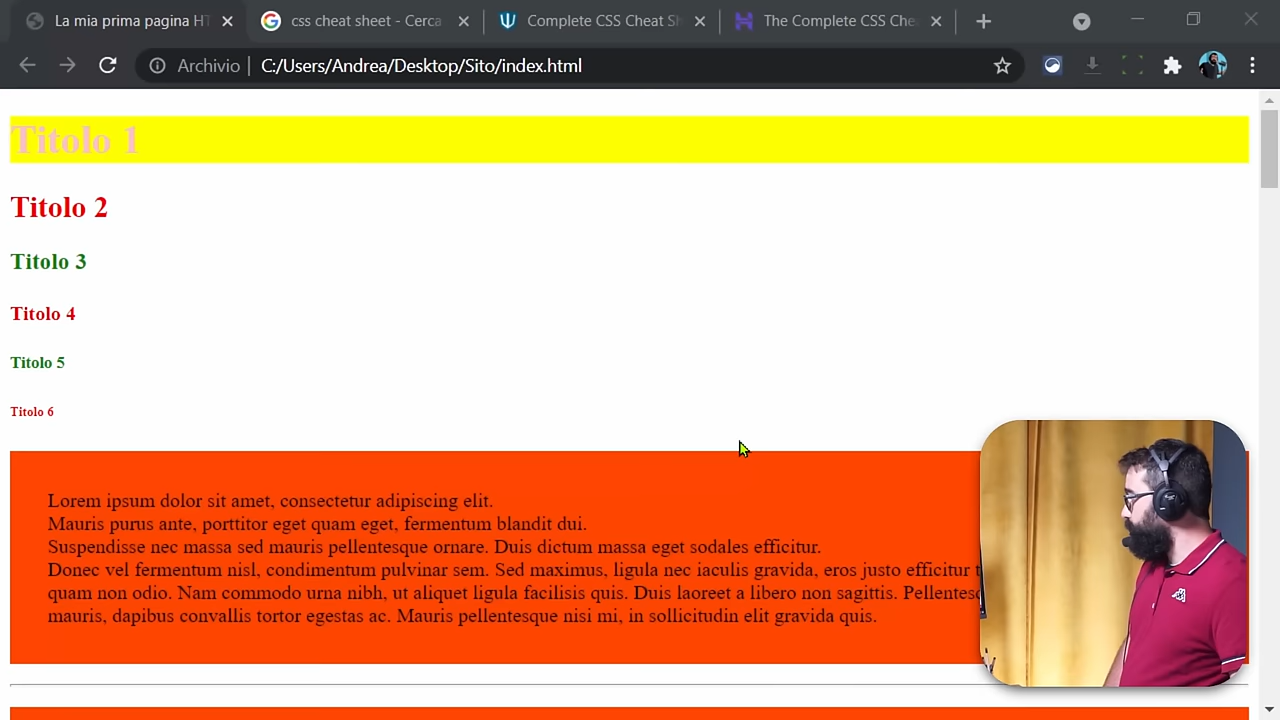 La mia prima pagina HT
css cheat sheet - Cerca
Complete CSS Cheat Sh
The Complete CSS Chea
Archivio
C:/Users/Andrea/Desktop/Sito/index.html
Titolo 1
Titolo 2
Titolo 3
Titolo 4
Titolo 5
Titolo 6
Lorem ipsum dolor sit amet, consectetur adipiscing elit.
Mauris purus ante, porttitor eget quam eget, fermentum blandit dui.
Suspendisse nec massa sed mauris pellentesque ornare. Duis dictum massa eget sodales efficitur.
Donec vel fermentum nisl, condimentum pulvinar sem. Sed maximus, ligula nec iaculis gravida, eros justo efficitur
quam non odio. Nam commodo urna nibh, ut aliquet ligula facilisis quis. Duis laoreet a libero non sagittis. Pellentesq
mauris, dapibus convallis tortor egestas ac. Mauris pellentesque nisi mi, in sollicitudin elit gravida quis.